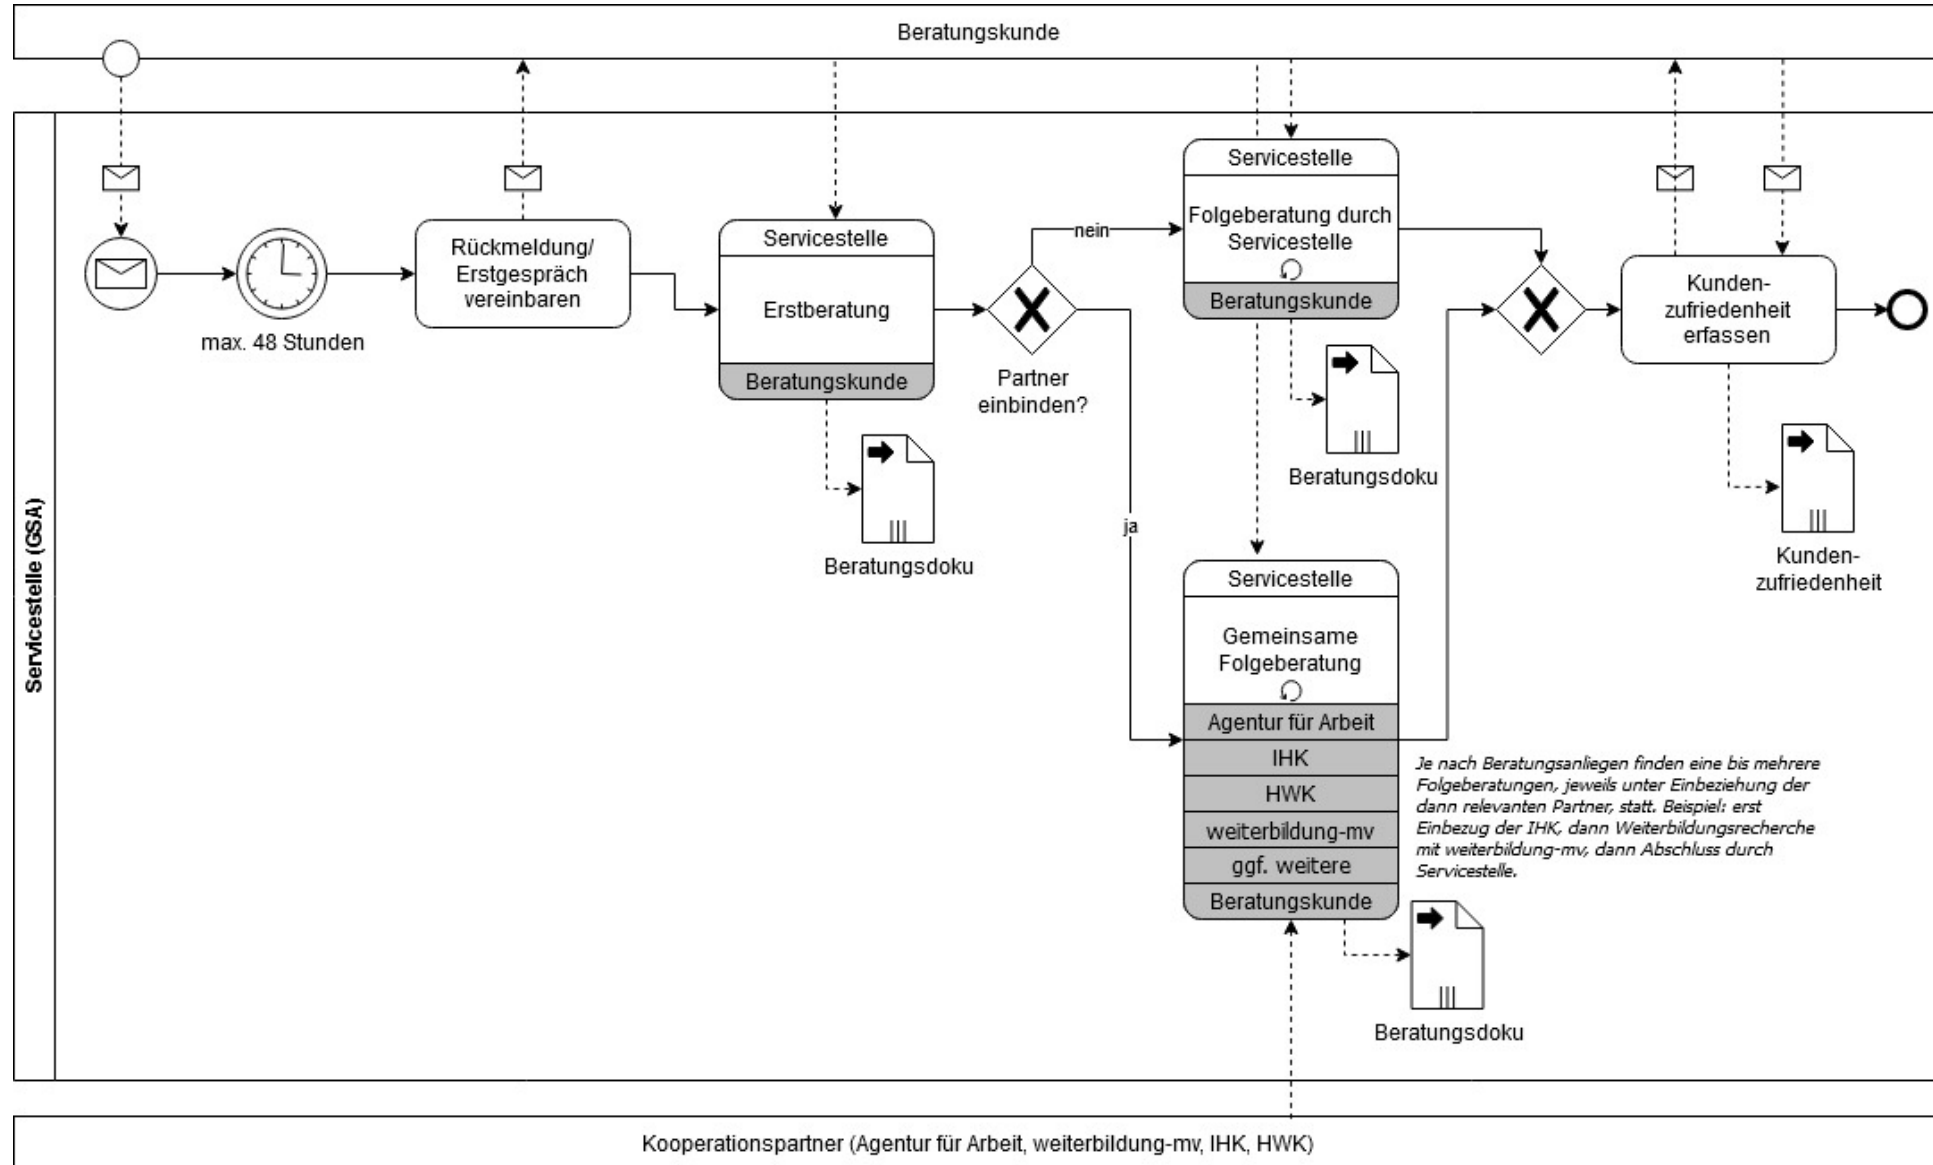 Beratungskunde
Servicestelle (GSA)
max. 48 Stunden
Rückmeldung/
Erstgespräch
vereinbaren
Servicestelle
Erstberatung
Beratungskunde
Beratungsdoku
Partner
einbinden?
nein
ja
Servicestelle
Folgeberatung durch
Servicestelle
Beratungskunde
Beratungsdoku
Servicestelle
Gemeinsame
Folgeberatung
Agentur für Arbeit
IHK
HWK
weiterbildung-mv
ggf. weitere
Beratungskunde
Beratungsdoku
Je nach Beratungsanliegen finden eine bis mehrere
Folgeberatungen, jeweils unter Einbeziehung der
dann relevanten Partner, statt. Beispiel: erst
Einbezug der IHK, dann Weiterbildungsrecherche
mit weiterbildung-mv, dann Abschluss durch
Servicestelle.
Kunden-
zufriedenheit
erfassen
Kunden-
zufriedenheit
Kooperationspartner (Agentur für Arbeit, weiterbildung-mv, IHK, HWK)